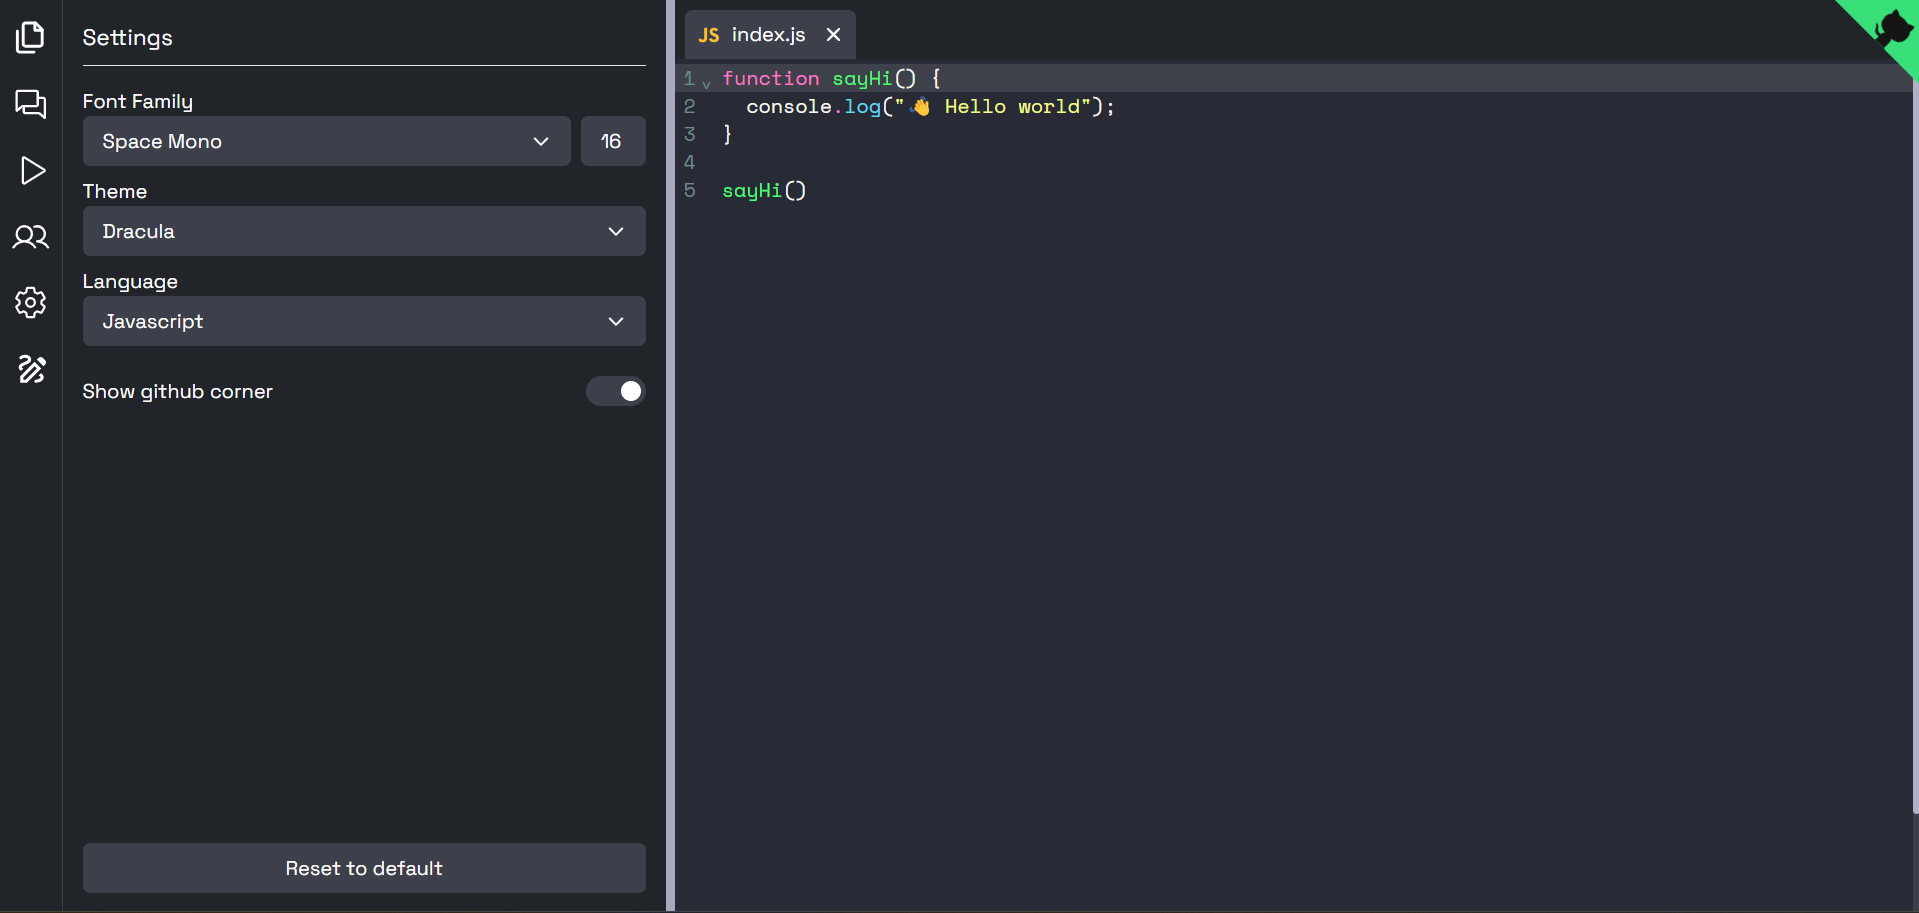 Settings
Font Family
Space Mono
16
Theme
Dracula
Language
Javascript
Show github corner
Reset to default
JS index.js
1 function sayHi() {
2 console.log("👋 Hello world");
3 }
4
5 sayHi()